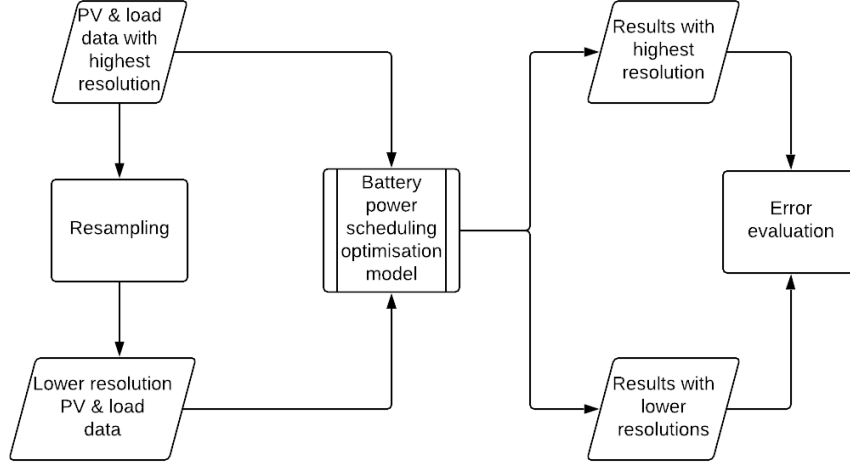 PV & load
data with
highest
resolution
Resampling
Lower resolution
PV & load
data
Battery
power
scheduling
optimisation
model
Results with
highest
resolution
Results with
lower
resolutions
Error
evaluation